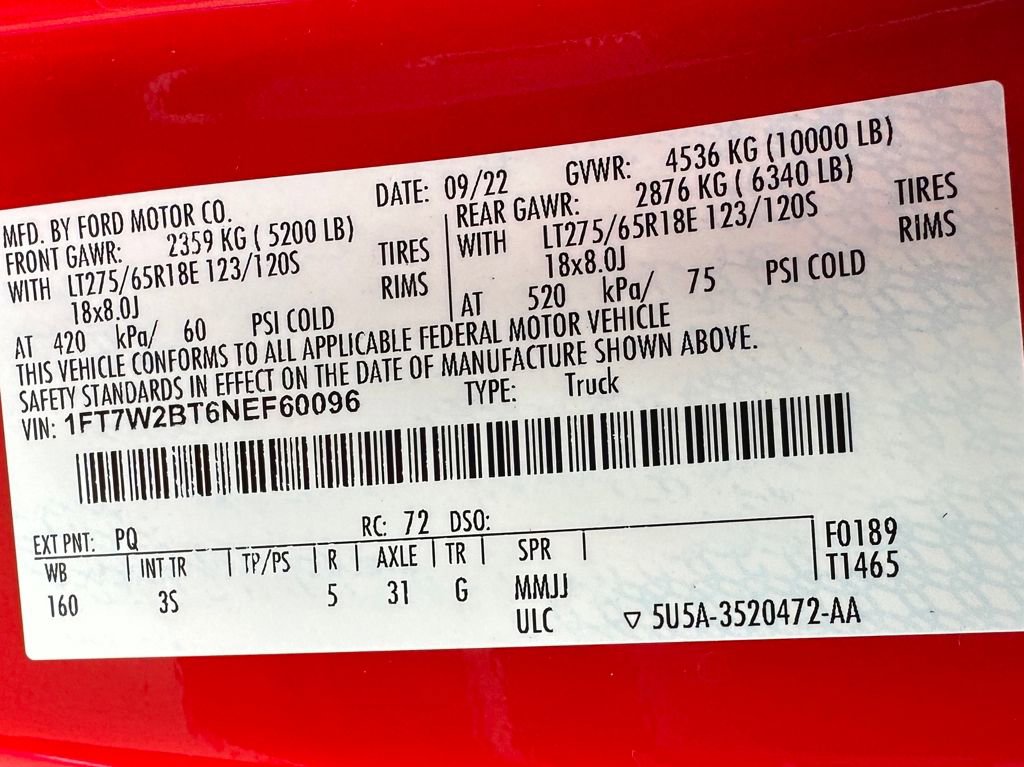 MFD. BY FORD MOTOR CO. DATE: 09/22 GVWR: 4536 KG (10000 LB)
FRONT GAWR: 2359 KG ( 5200 LB) REAR GAWR: 2876 KG ( 6340 LB)
WITH LT275/65R18E 123/120S TIRES WITH LT275/65R18E 123/120S TIRES
18x8.0J RIMS 18x8.0J RIMS
AT 420 kPa/ 60 PSI COLD AT 520 kPa/ 75 PSI COLD
THIS VEHICLE CONFORMS TO ALL APPLICABLE FEDERAL MOTOR VEHICLE
SAFETY STANDARDS IN EFFECT ON THE DATE OF MANUFACTURE SHOWN ABOVE.
VIN: 1FT7W2BT6NEF60096 TYPE: Truck
EXT PNT: PQ RC: 72 DSO:
WB INT TR TP/PS R AXLE TR SPR F0189
160 3S 5 31 G MMJJ T1465
ULC ▽ 5U5A-3520472-AA